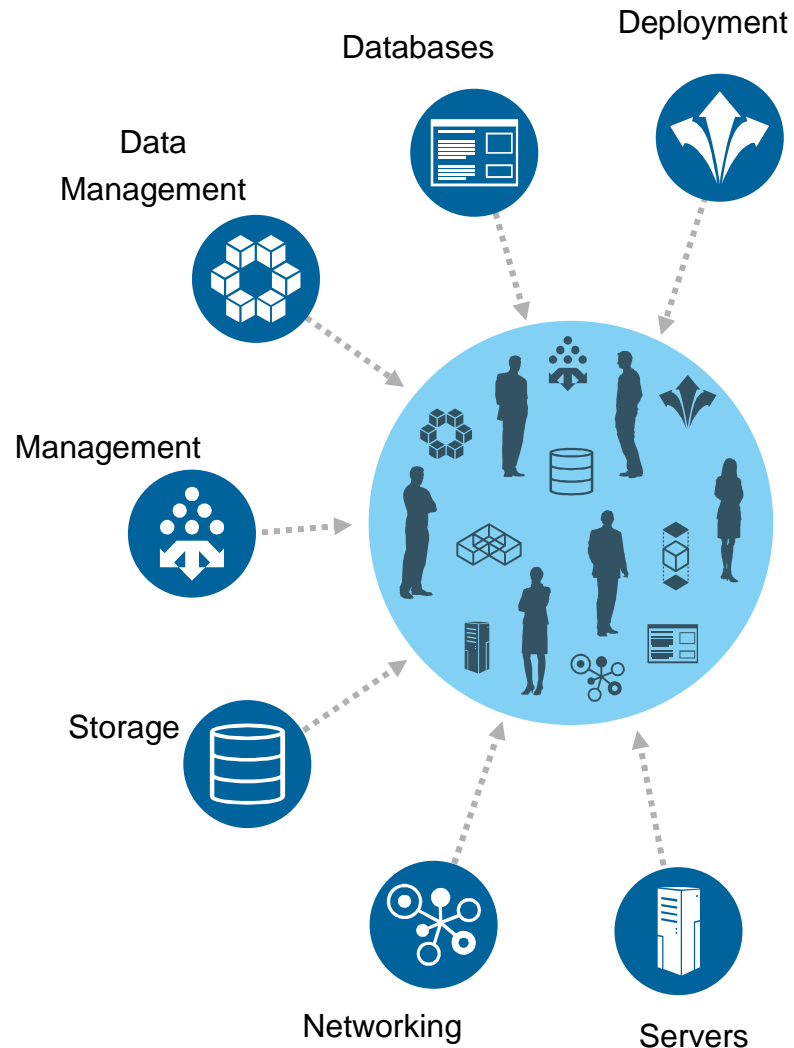 Deployment
Databases
Data
Management
Management
Storage
Networking
Servers